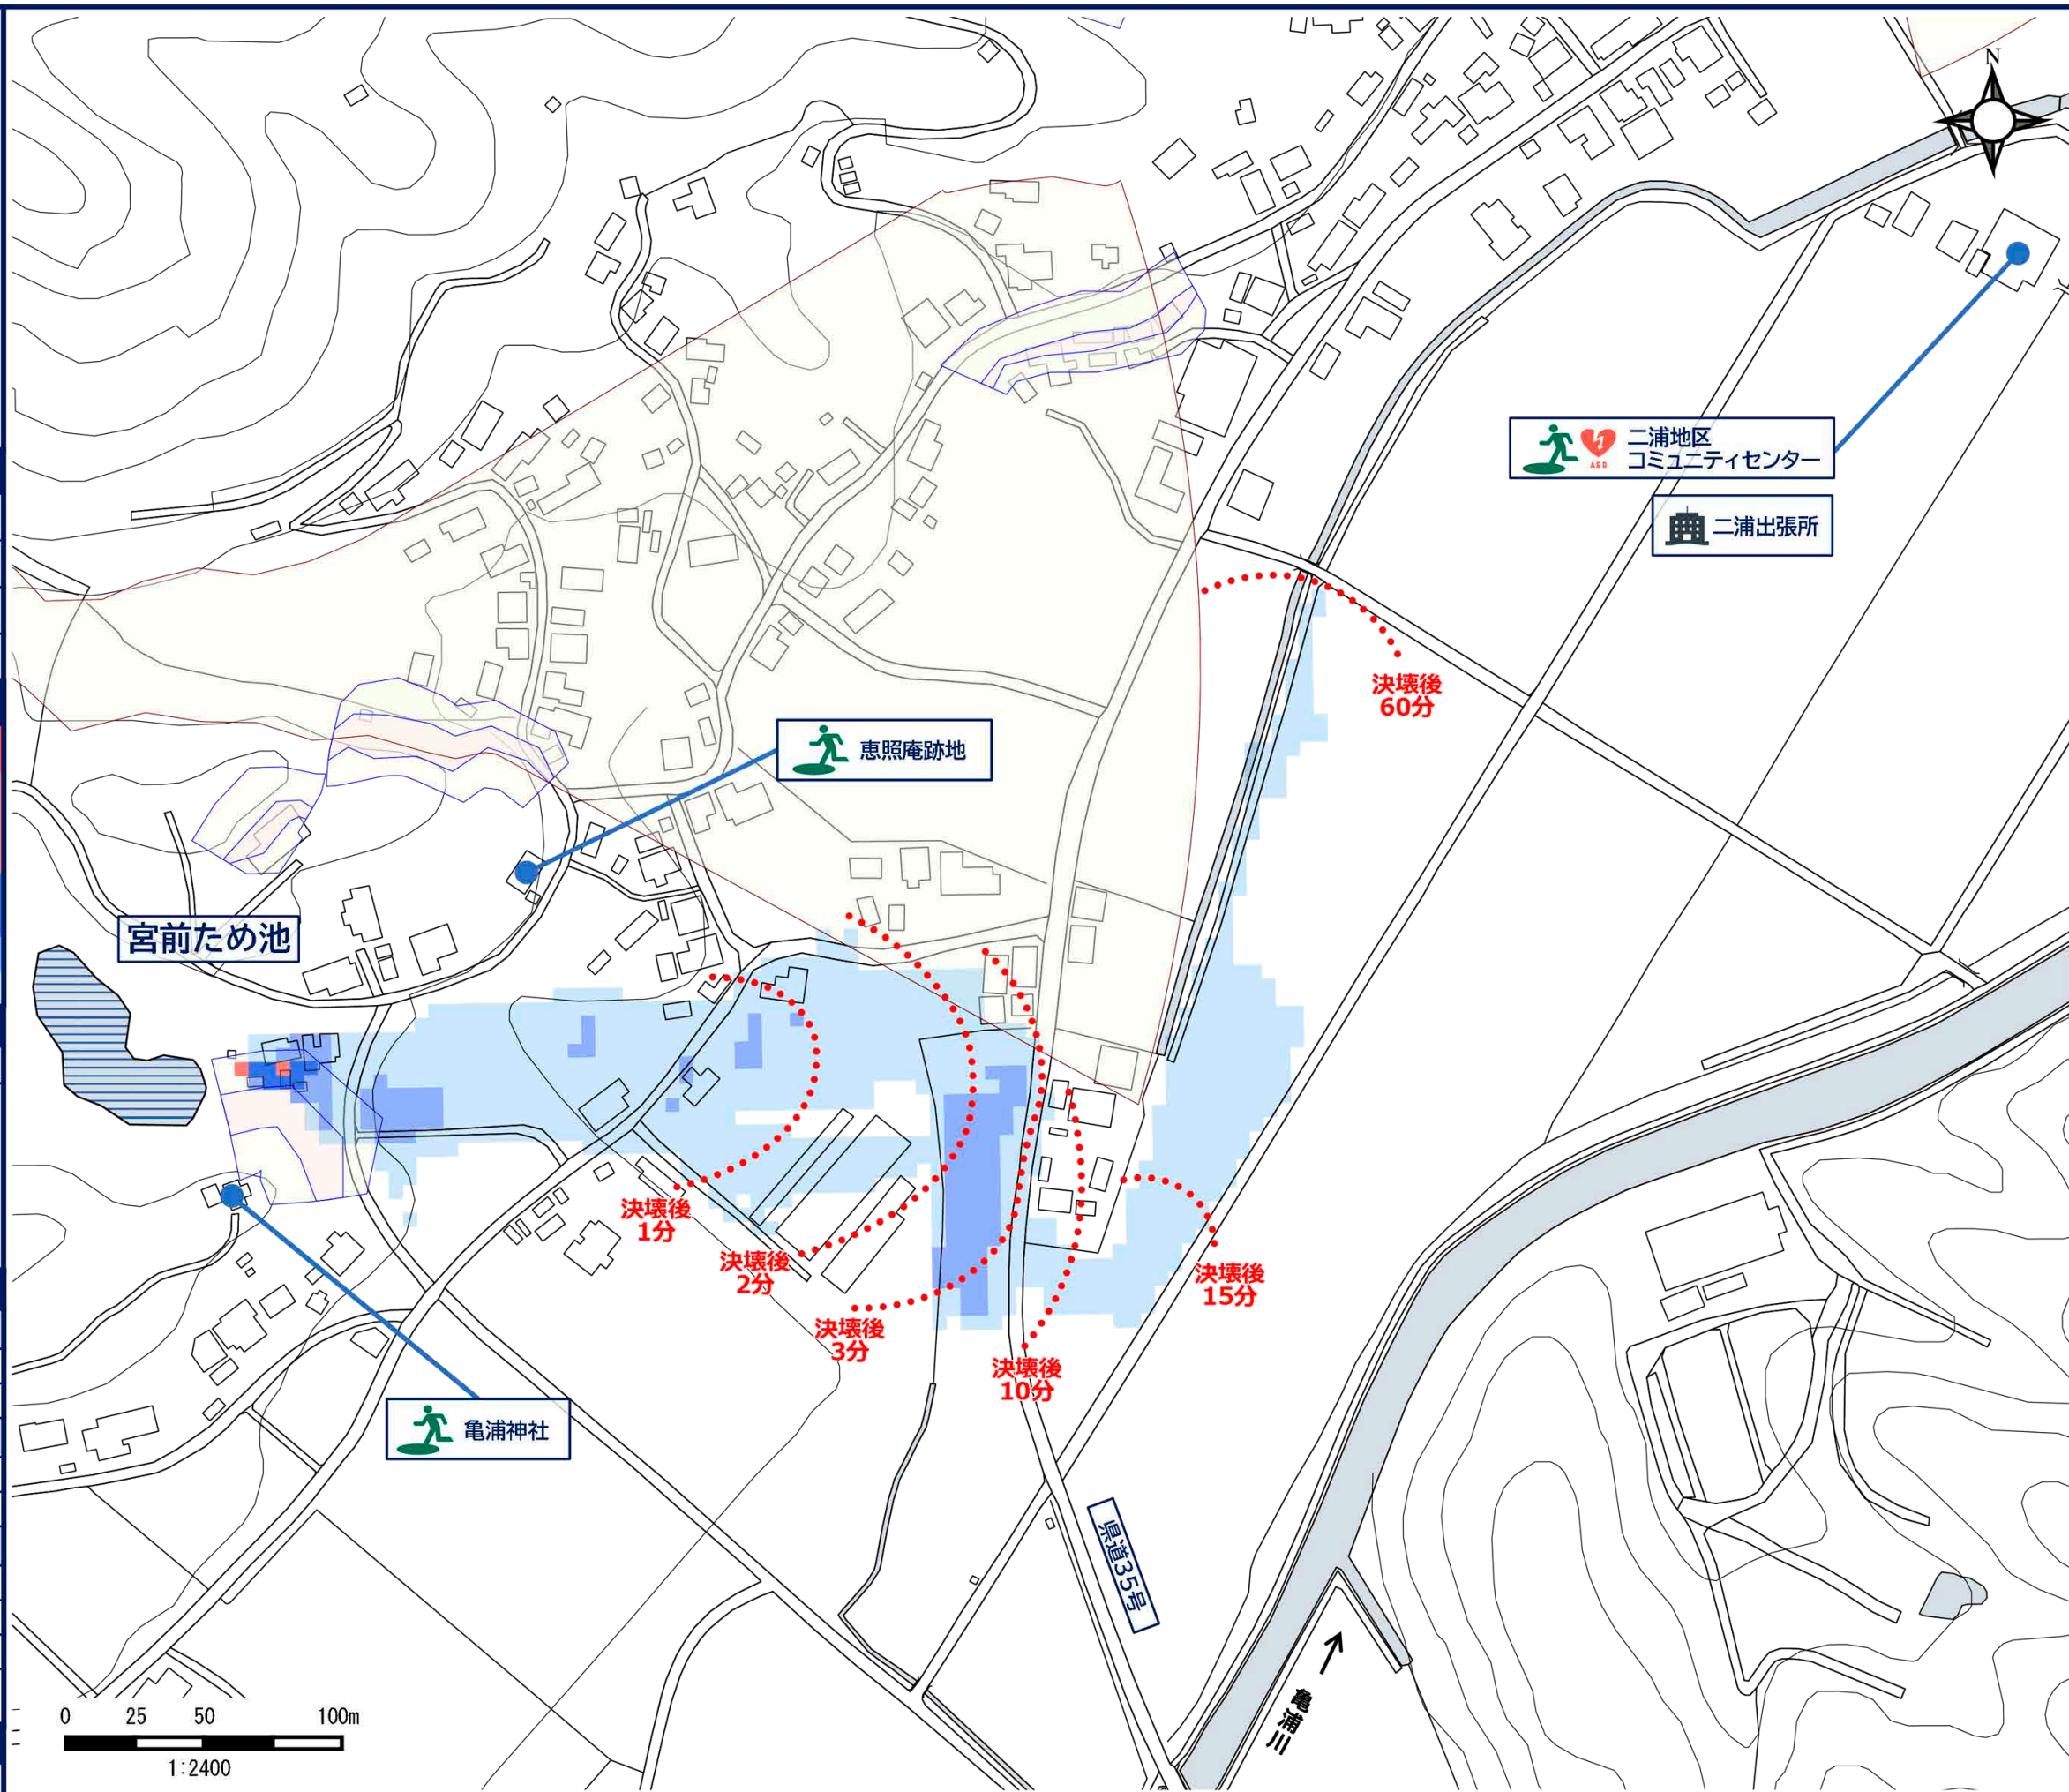 N
二浦地区
コミュニティセンター
AED
二浦出張所
決壊後
60分
恵照庵跡地
宮前ため池
決壊後
1分
決壊後
2分
決壊後
3分
決壊後
10分
決壊後
15分
亀浦神社
県道35号
亀浦川
0 25 50 100m
1:2400